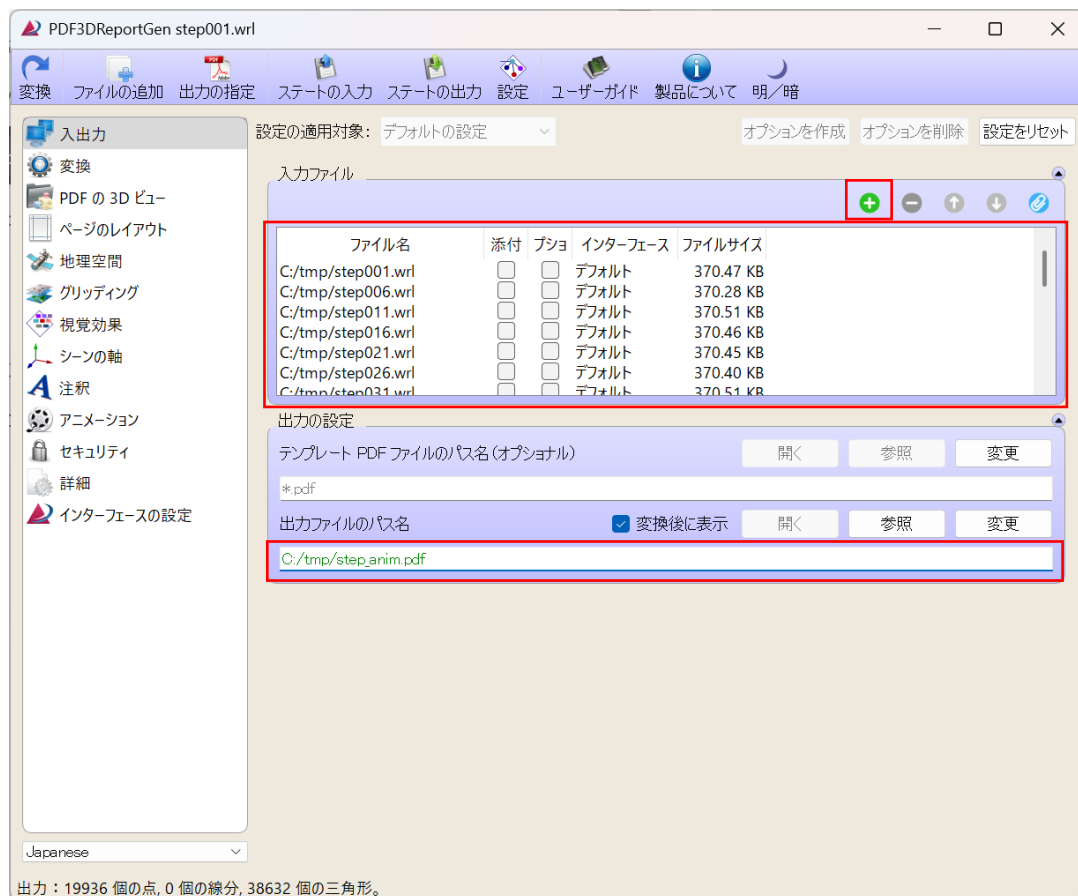 PDF3DReportGen step001.wrl
変換 ファイルの追加 出力の指定 ステートの入力 ステートの出力 設定 ユーザーガイド 製品について 明／暗
設定の適用対象: デフォルトの設定 オプションを作成 オプションを削除 設定をリセット
入出力
変換
PDF の 3D ビュー
ページのレイアウト
地理空間
グリッディング
視覚効果
シーンの軸
注釈
アニメーション
セキュリティ
詳細
インターフェースの設定
入力ファイル
ファイル名 添付 プショ インターフェース ファイルサイズ
C:/tmp/step001.wrl デフォルト 370.47 KB
C:/tmp/step006.wrl デフォルト 370.28 KB
C:/tmp/step011.wrl デフォルト 370.51 KB
C:/tmp/step016.wrl デフォルト 370.46 KB
C:/tmp/step021.wrl デフォルト 370.45 KB
C:/tmp/step026.wrl デフォルト 370.40 KB
C:/tmp/step031.wrl デフォルト 370.51 KB
出力の設定
テンプレート PDF ファイルのパス名(オプショナル) 開く 参照 変更
*.pdf
出力ファイルのパス名 変換後に表示 開く 参照 変更
C:/tmp/step_anim.pdf
Japanese
出力：19936 個の点, 0 個の線分, 38632 個の三角形。